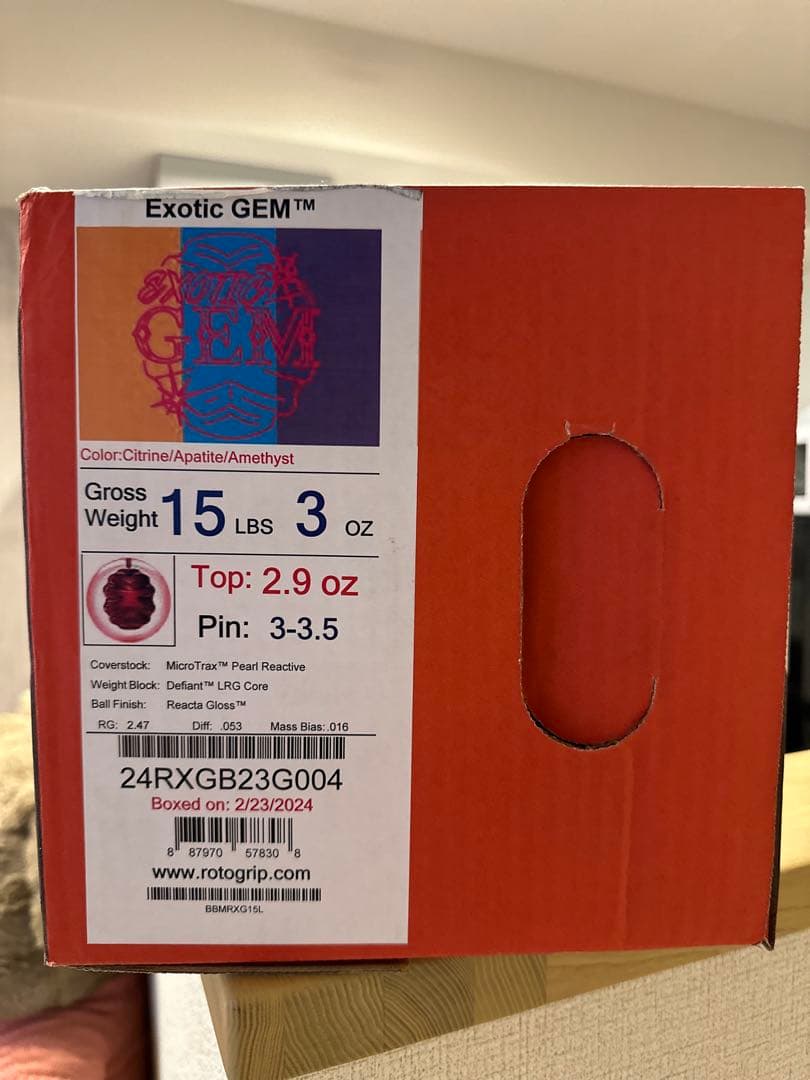 Exotic GEM™
EXOTIC
GEM
Color:Citrine/Apatite/Amethyst
Gross Weight 15 LBS 3 OZ
Top: 2.9 oz
Pin: 3-3.5
Coverstock: MicroTrax™ Pearl Reactive
Weight Block: Defiant™ LRG Core
Ball Finish: Reacta Gloss™
RG: 2.47 Diff: .053 Mass Bias: .016
24RXGB23G004
Boxed on: 2/23/2024
8 87970 57830 8
www.rotogrip.com
BBMRXG15L